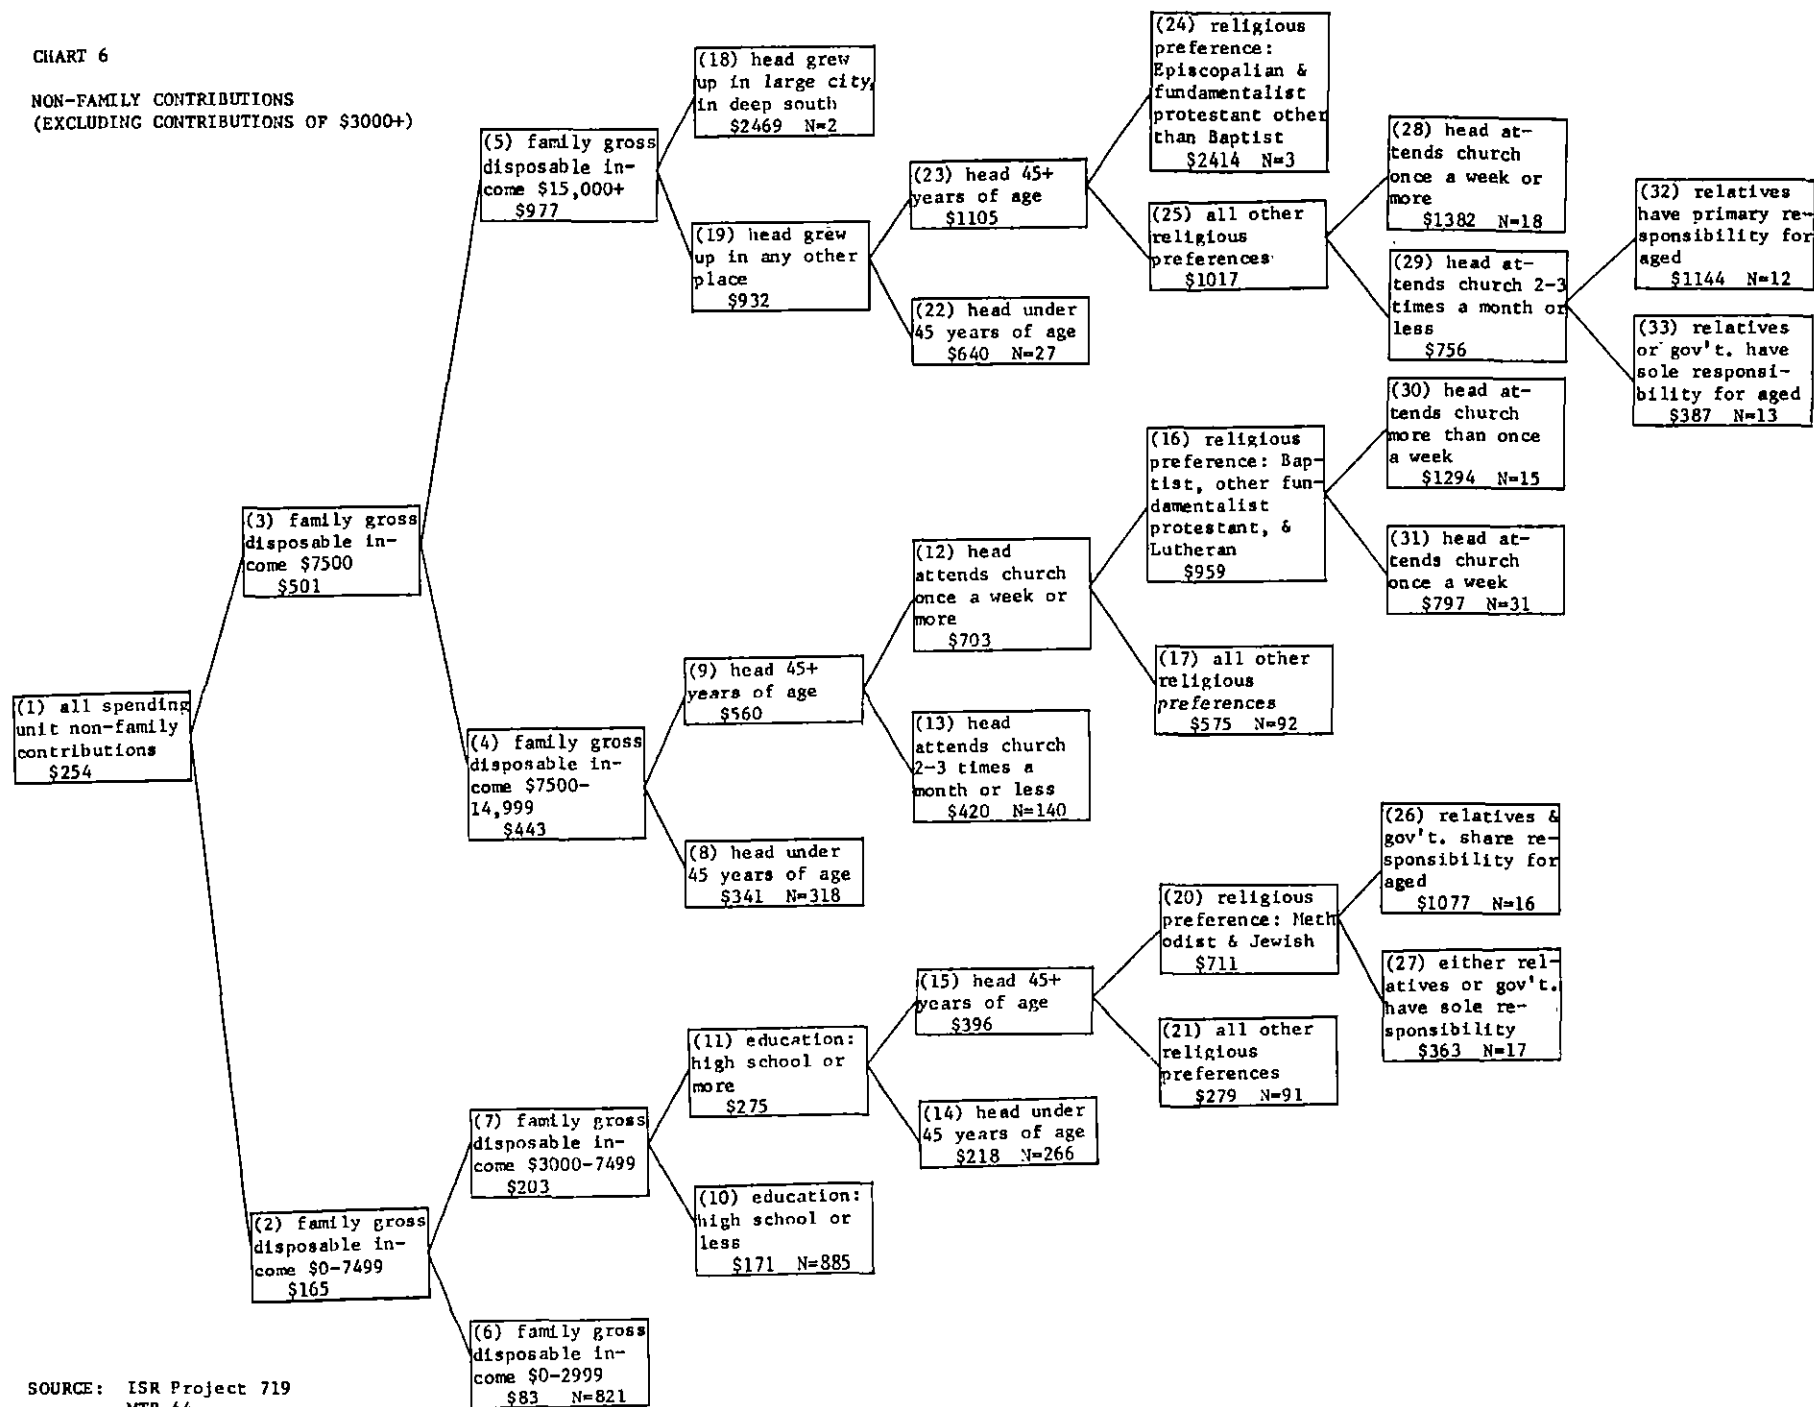 CHART 6
NON-FAMILY CONTRIBUTIONS
(EXCLUDING CONTRIBUTIONS OF $3000+)
(1) all spending
unit non-family
contributions
$254
(3) family gross
disposable in-
come $7500
$501
(2) family gross
disposable in-
come $0-7499
$165
(5) family gross
disposable in-
come $15,000+
$977
(4) family gross
disposable in-
come $7500-
14,999
$443
(7) family gross
disposable in-
come $3000-7499
$203
(6) family gross
disposable in-
come $0-2999
$83 N=821
(18) head grew
up in large city,
in deep south
$2469 N=2
(19) head grew
up in any other
place
$932
(9) head 45+
years of age
$560
(8) head under
45 years of age
$341 N=318
(11) education:
high school or
more
$275
(10) education:
high school or
less
$171 N=885
(23) head 45+
years of age
$1105
(22) head under
45 years of age
$640 N=27
(12) head
attends church
once a week or
more
$703
(13) head
attends church
2-3 times a
month or less
$420 N=140
(15) head 45+
years of age
$396
(14) head under
45 years of age
$218 N=266
(24) religious
preference:
Episcopalian &
fundamentalist
protestant other
than Baptist
$2414 N=3
(25) all other
religious
preferences
$1017
(16) religious
preference: Bap-
tist, other fun-
damentalist
protestant, &
Lutheran
$959
(17) all other
religious
preferences
$575 N=92
(20) religious
preference: Meth
odist & Jewish
$711
(21) all other
religious
preferences
$279 N=91
(28) head at-
tends church
once a week or
more
$1382 N=18
(29) head at-
tends church 2-3
times a month or
less
$756
(30) head at-
tends church
more than once
a week
$1294 N=15
(31) head at-
tends church
once a week
$797 N=31
(26) relatives &
gov't. share re-
sponsibility for
aged
$1077 N=16
(27) either rel-
atives or gov't.
have sole re-
sponsibility
$363 N=17
(32) relatives
have primary re-
sponsibility for
aged
$1144 N=12
(33) relatives
or gov't. have
sole responsi-
bility for aged
$387 N=13
SOURCE: ISR Project 719